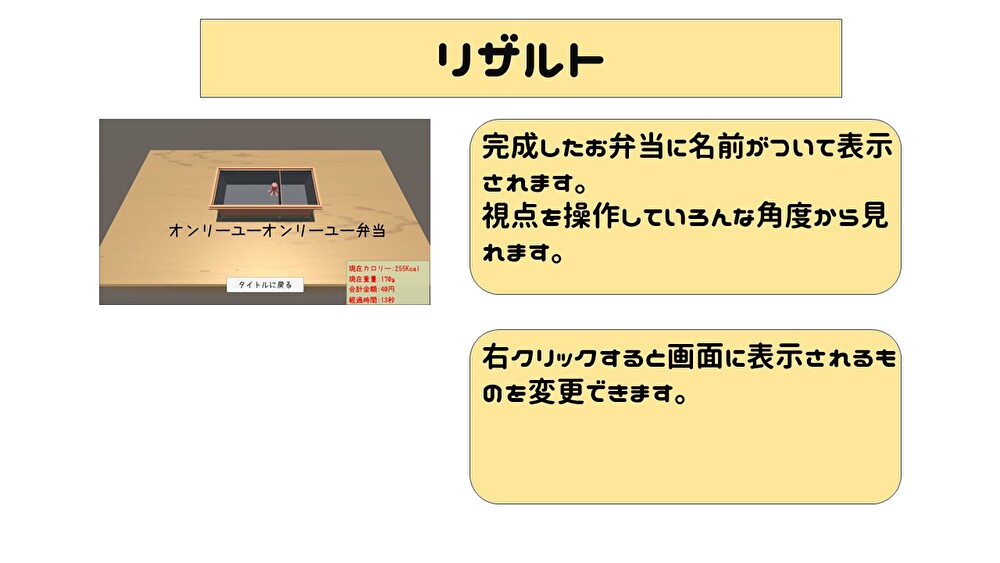 リザルト
オンリーユーオンリーユー弁当
タイトルに戻る
現在カロリー:255Kcal
現在重量:170g
合計金額:40円
経過時間:13秒
完成したお弁当に名前がついて表示
されます。
視点を操作していろんな角度から見
れます。
右クリックすると画面に表示されるも
のを変更できます。